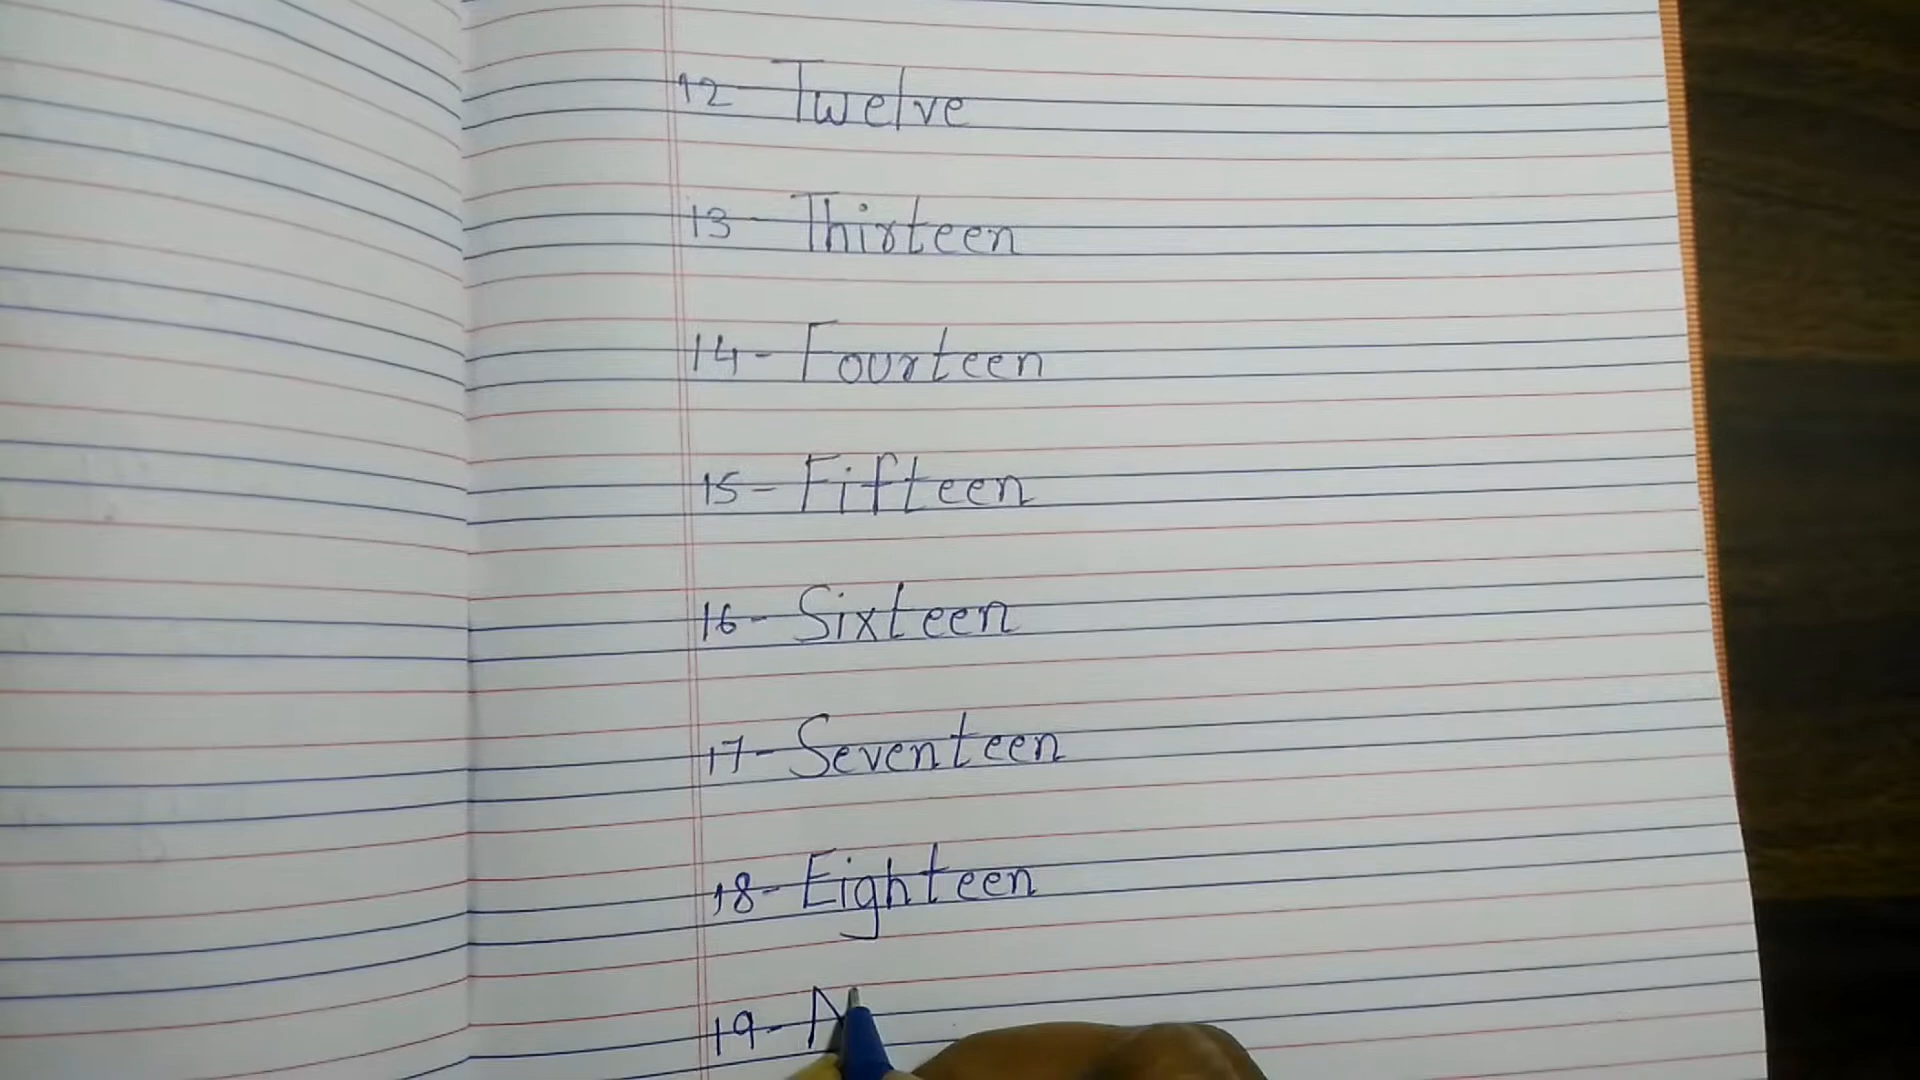 12 - Twelve
13 - Thirteen
14 - Fourteen
15 - Fifteen
16 - Sixteen
17 - Seventeen
18 - Eighteen
19 - N